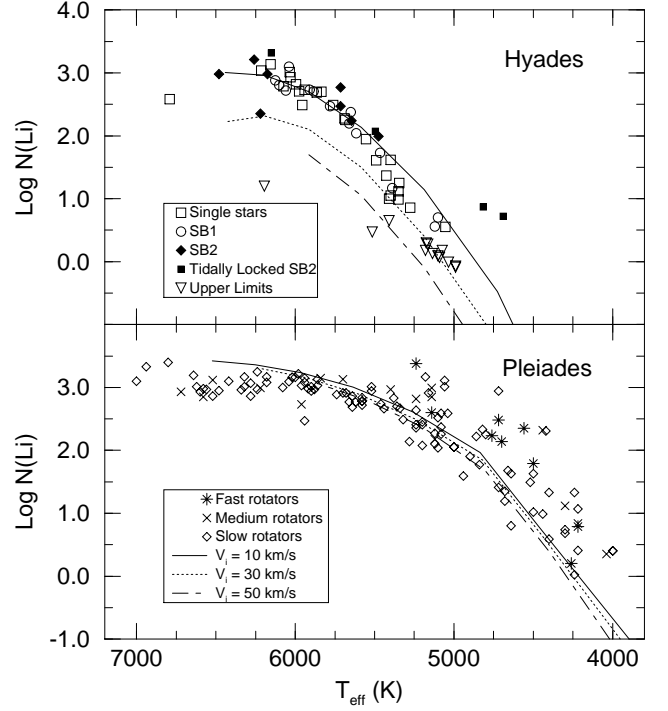 4.0
Hyades
3.0
2.0
1.0
0.0
Log N(Li)
Single stars
SB1
SB2
Tidally Locked SB2
Upper Limits
Pleiades
3.0
2.0
1.0
0.0
-1.0
Log N(Li)
Fast rotators
Medium rotators
Slow rotators
V_i = 10 km/s
V_i = 30 km/s
V_i = 50 km/s
7000 6000 5000 4000
T_eff (K)